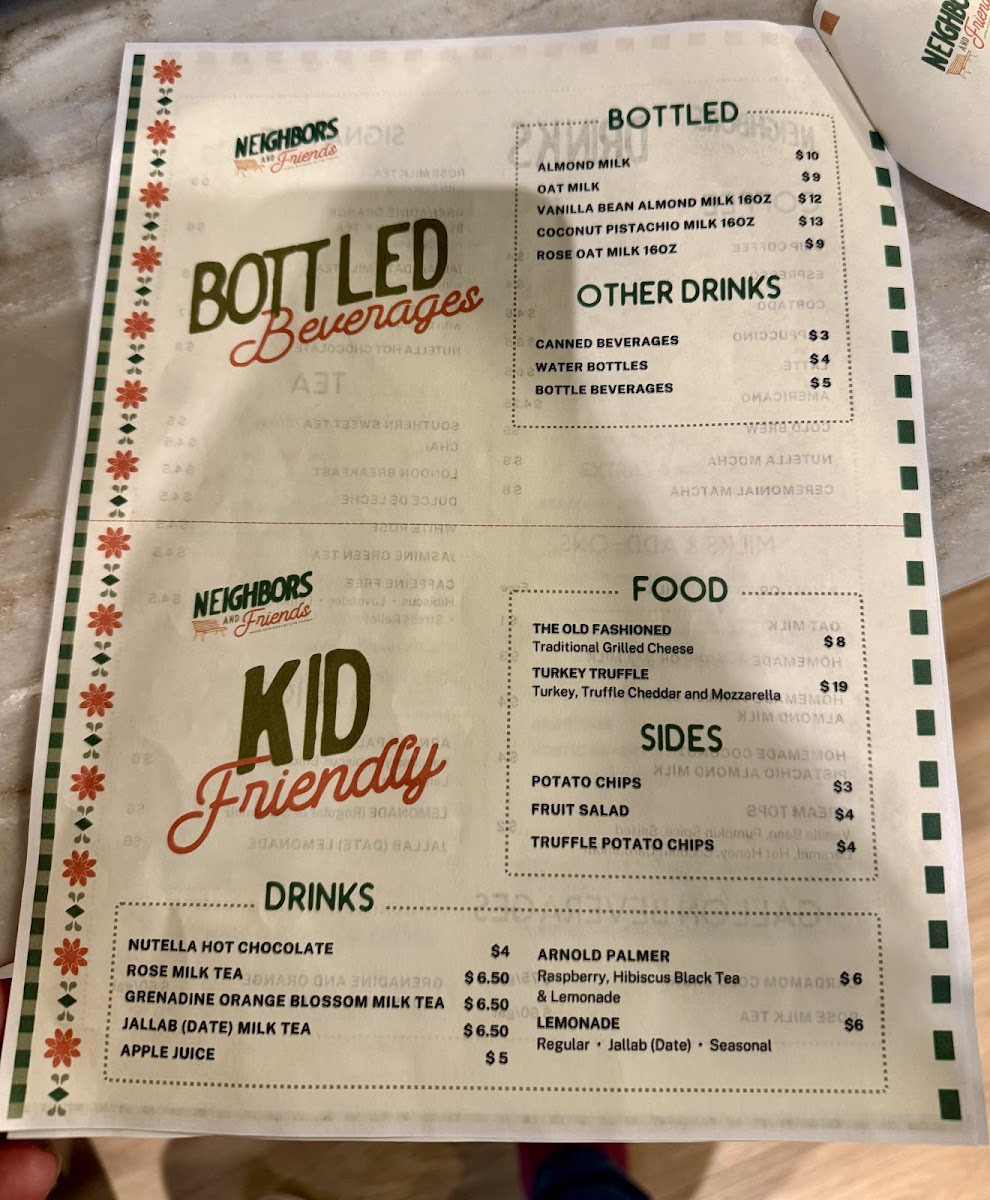 NEIGHBORS
AND Friends
BOTTLED
Beverages
BOTTLED
ALMOND MILK $10
OAT MILK $9
VANILLA BEAN ALMOND MILK 16OZ $12
COCONUT PISTACHIO MILK 16OZ $13
ROSE OAT MILK 16OZ $9
OTHER DRINKS
CANNED BEVERAGES $3
WATER BOTTLES $4
BOTTLE BEVERAGES $5
NEIGHBORS
AND Friends
KID
Friendly
FOOD
THE OLD FASHIONED $8
Traditional Grilled Cheese
TURKEY TRUFFLE $19
Turkey, Truffle Cheddar and Mozzarella
SIDES
POTATO CHIPS $3
FRUIT SALAD $4
TRUFFLE POTATO CHIPS $4
DRINKS
NUTELLA HOT CHOCOLATE $4
ROSE MILK TEA $6.50
GRENADINE ORANGE BLOSSOM MILK TEA $6.50
JALLAB (DATE) MILK TEA $6.50
APPLE JUICE $5
ARNOLD PALMER
Raspberry, Hibiscus Black Tea $6
& Lemonade
LEMONADE $6
Regular • Jallab (Date) • Seasonal
NEIGHBORS
AND